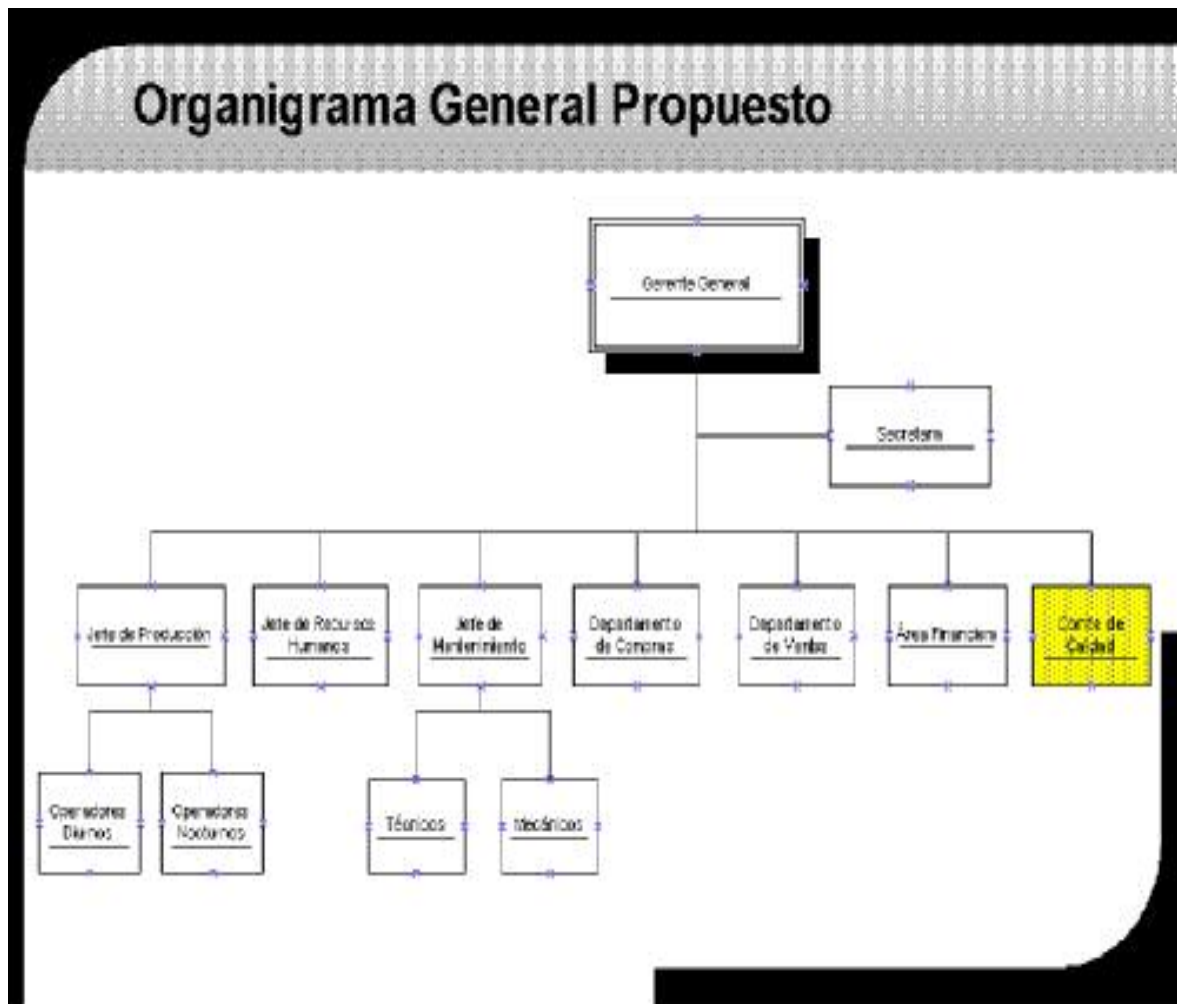 Organigrama General Propuesto
Gerente General
Secretaria
Jefe de Producción
Jefe de Recursos
Humanos
Jefe de
Mantenimiento
Departamento
de Compras
Departamento
de Ventas
Área Financiera
Comité de
Calidad
Operadores
Diurnos
Operadores
Nocturnos
Técnicos
Mecánicos